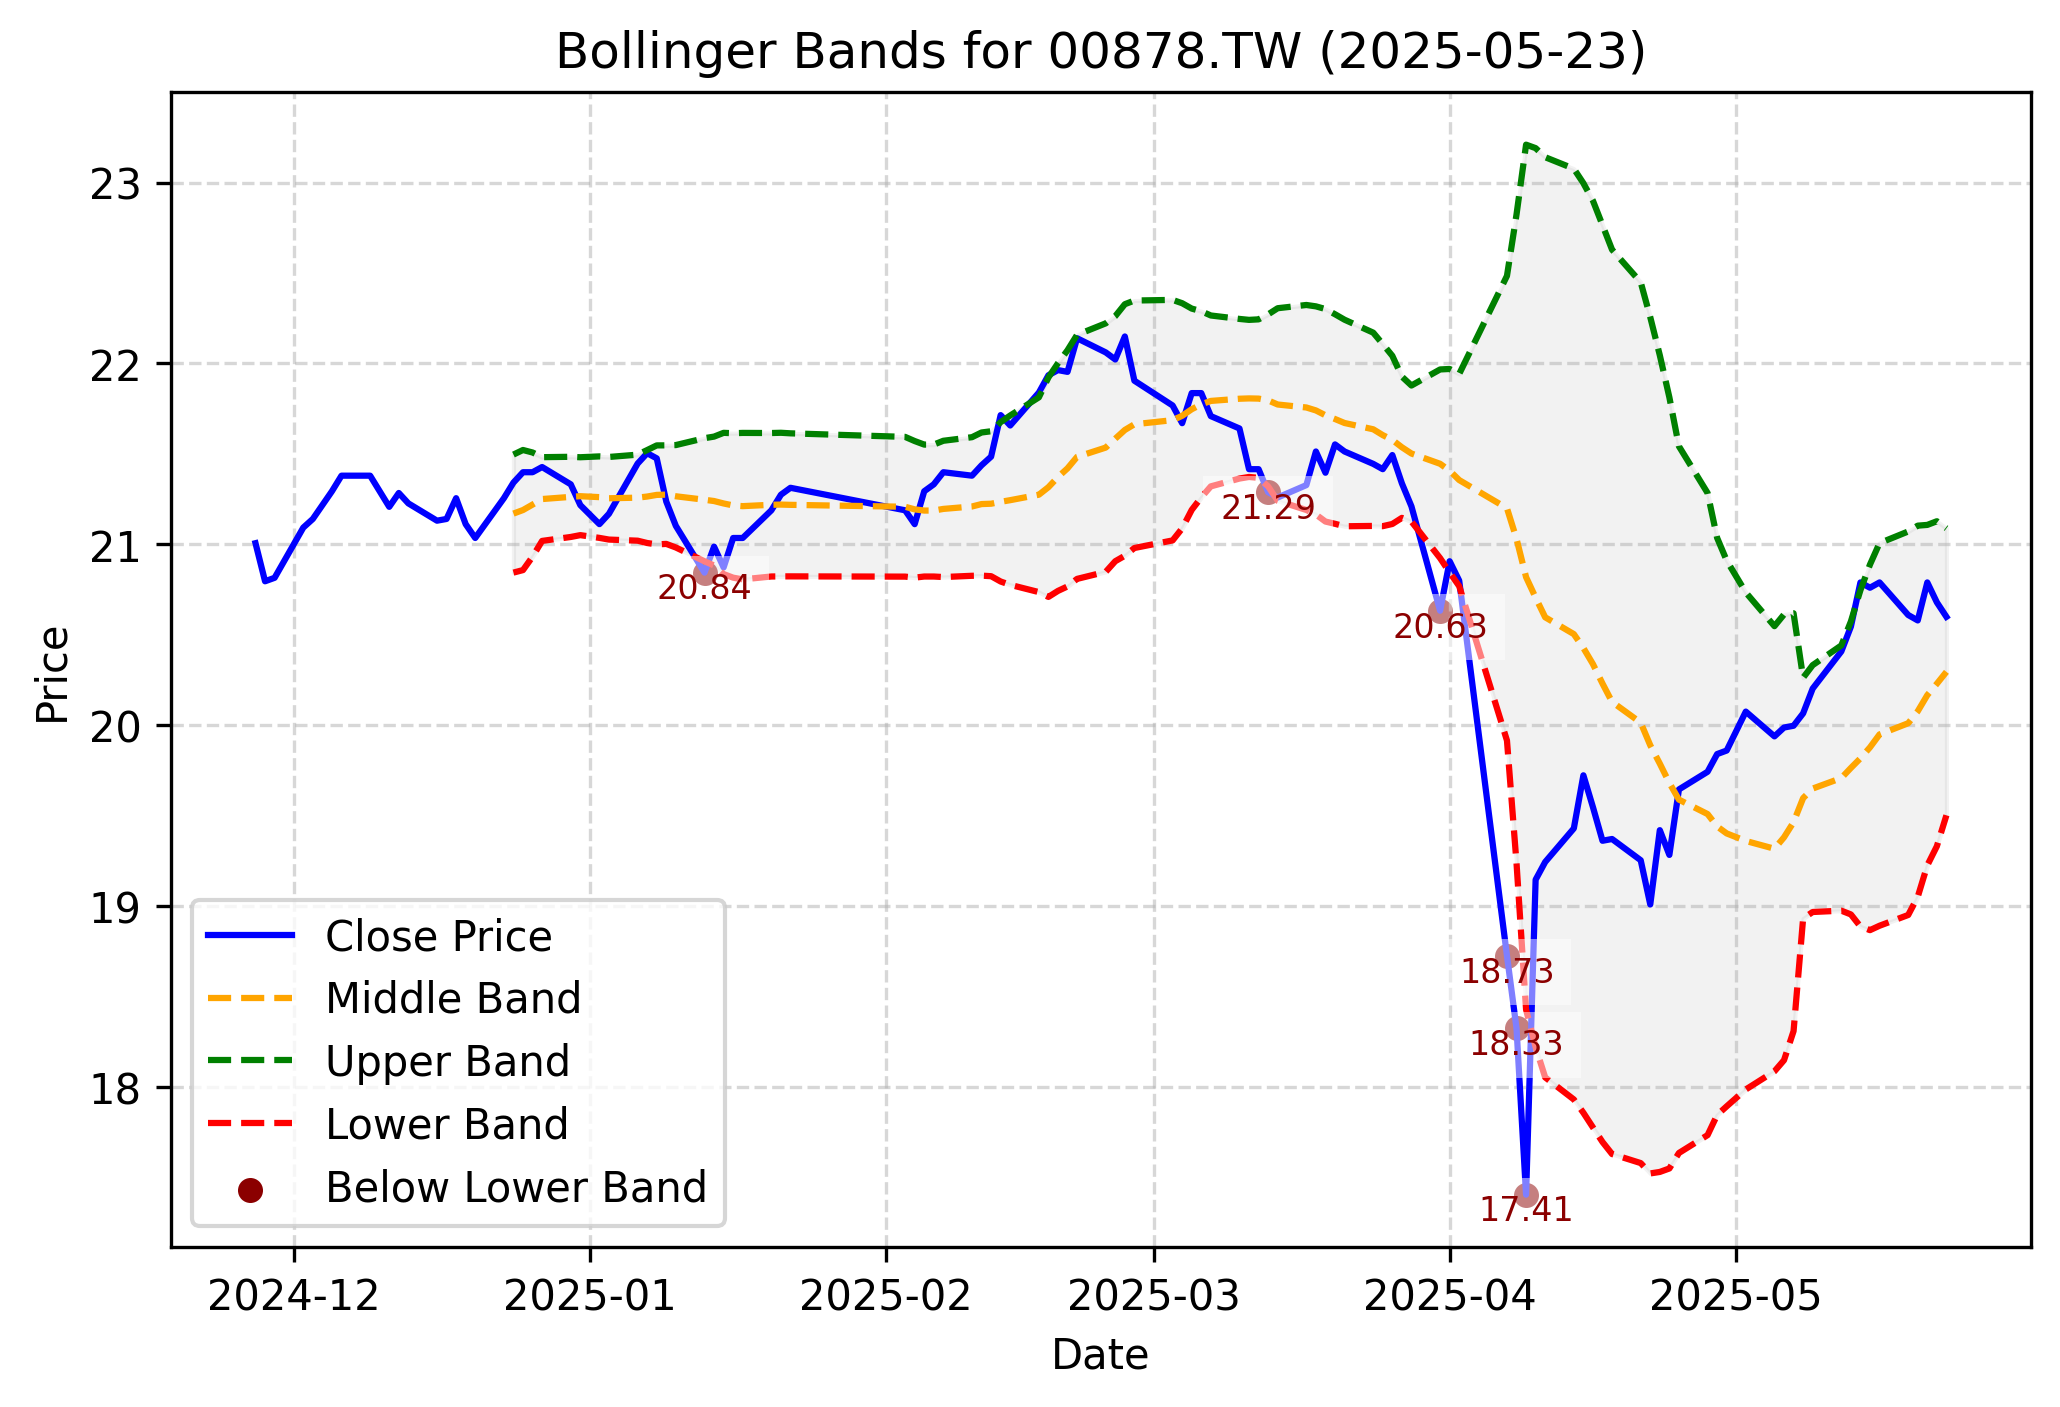 Bollinger Bands for 00878.TW (2025-05-23)
Price
23
22
21
20
19
18
20.84
21.29
20.63
18.73
18.33
17.41
Close Price
Middle Band
Upper Band
Lower Band
Below Lower Band
2024-12
2025-01
2025-02
2025-03
2025-04
2025-05
Date